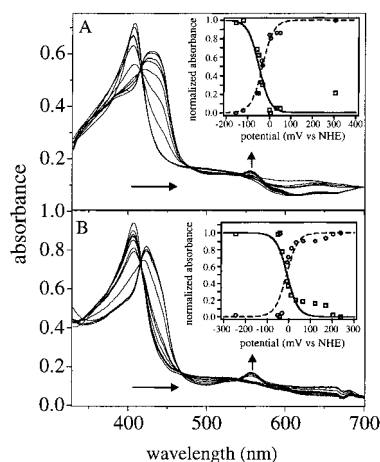 A
normalized absorbance
1.0
0.8
0.6
0.4
0.2
0.0
-200 -100 0 100 200 300 400
potential (mV vs NHE)
0.6
0.4
0.2
1.0
B
normalized absorbance
1.0
0.8
0.6
0.4
0.2
0.0
-300 -200 -100 0 100 200 300
potential (mV vs NHE)
0.8
0.6
0.4
0.2
0.0
absorbance
400 500 600 700
wavelength (nm)